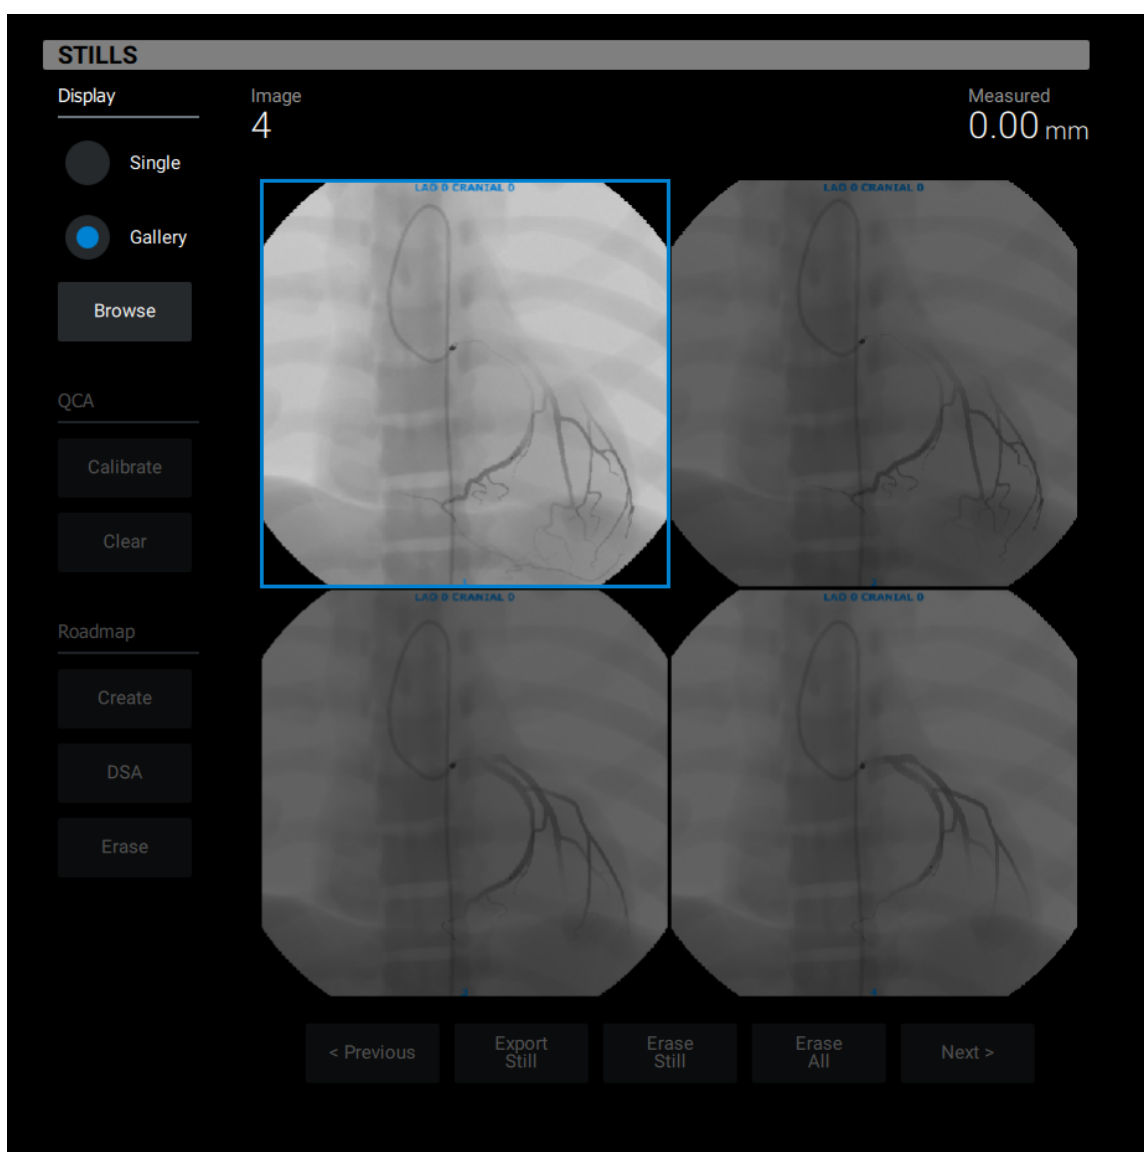 STILLS
Display
Single
Gallery
Browse
QCA
Calibrate
Clear
Roadmap
Create
DSA
Erase
Image
4
Measured
0.00 mm
LAO 0 CRANIAL 0
LAO 0 CRANIAL 0
LAO 0 CRANIAL 0
LAO 0 CRANIAL 0
< Previous
Export
Still
Erase
Still
Erase
All
Next >